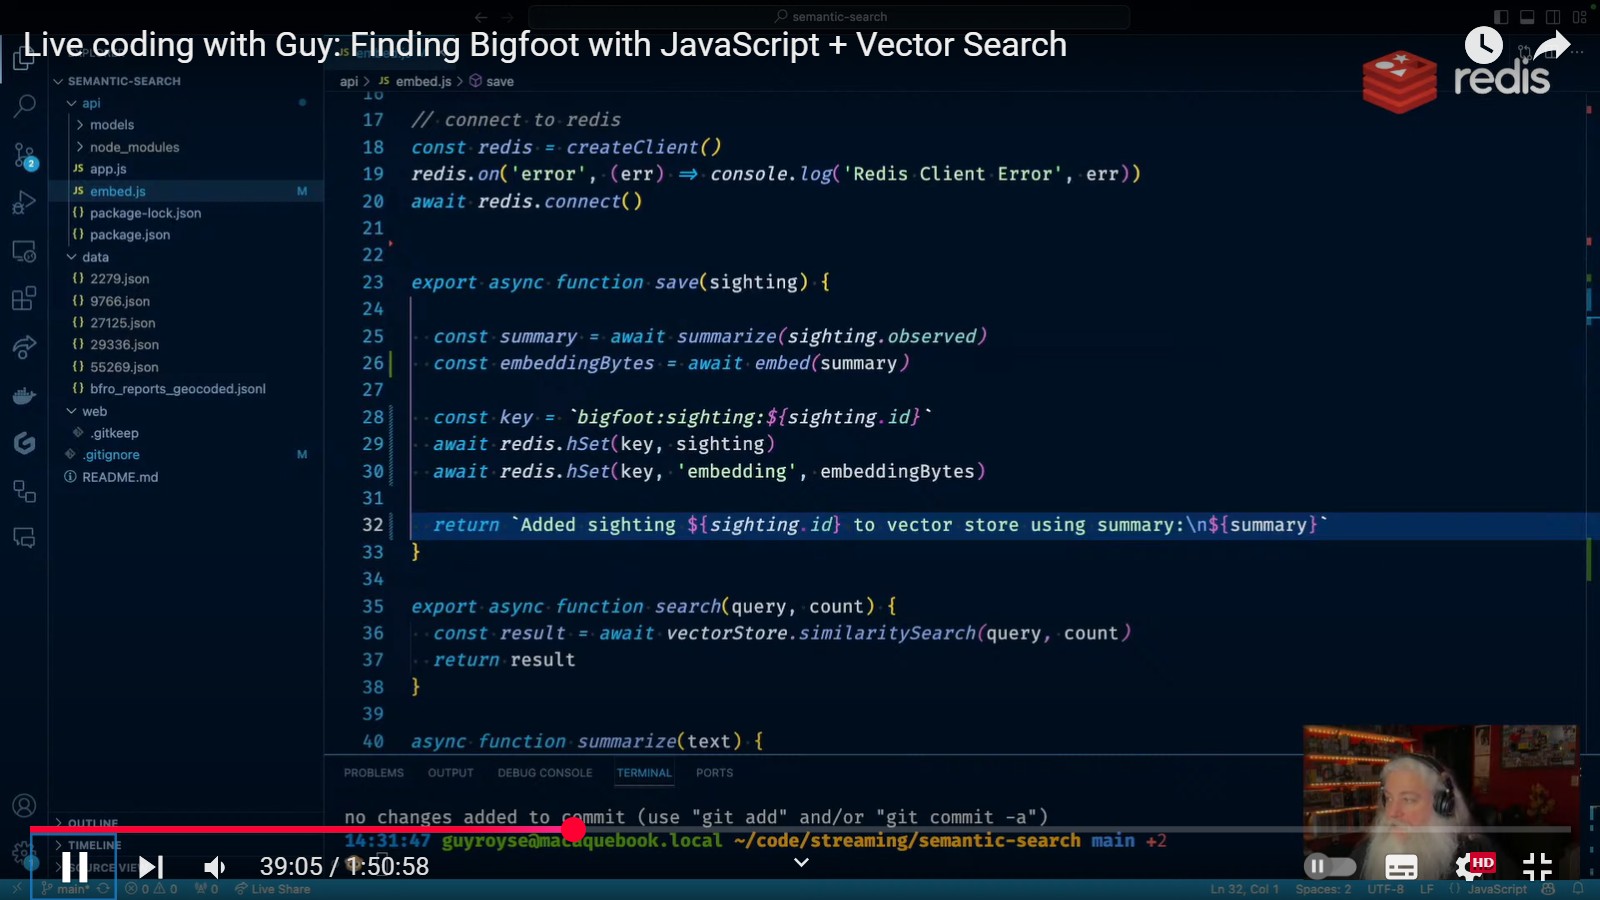 semantic-search
Live coding with Guy: Finding Bigfoot with JavaScript + Vector Search
redis
SEMANTIC-SEARCH
api
models
node_modules
JS app.js
JS embed.js M
{} package-lock.json
{} package.json
data
{} 2279.json
{} 9766.json
{} 27125.json
{} 29336.json
{} 55269.json
{} bfro_reports_geocoded.jsonl
web
.gitkeep
.gitignore M
README.md
OUTLINE
TIMELINE
2
api > JS embed.js > save
16
17 // connect to redis
18 const redis = createClient()
19 redis.on('error', (err) => console.log('Redis Client Error', err))
20 await redis.connect()
21
22
23 export async function save(sighting) {
24
25 const summary = await summarize(sighting.observed)
26 const embeddingBytes = await embed(summary)
27
28 const key = `bigfoot:sighting:${sighting.id}`
29 await redis.hSet(key, sighting)
30 await redis.hSet(key, 'embedding', embeddingBytes)
31
32 return `Added sighting ${sighting.id} to vector store using summary:\n${summary}`
33 }
34
35 export async function search(query, count) {
36 const result = await vectorStore.similaritySearch(query, count)
37 return result
38 }
39
40 async function summarize(text) {
PROBLEMS OUTPUT DEBUG CONSOLE TERMINAL PORTS
no changes added to commit (use "git add" and/or "git commit -a")
14:31:47 guyroyse@macaquebook.local ~/code/streaming/semantic-search main +2
39:05 / 1:50:58
HD
main* 0 0 0 Live Share
Ln 32, Col 1 Spaces: 2 UTF-8 LF {} JavaScript